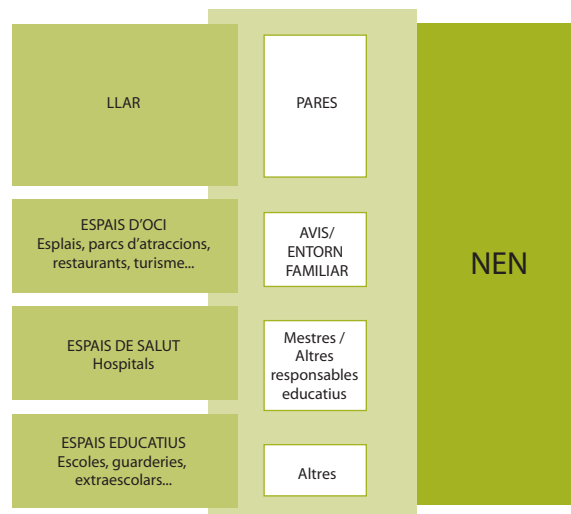 LLAR
PARES
ESPAIS D'OCI
Esplais, parcs d'atraccions,
restaurants, turisme...
AVIS/
ENTORN
FAMILIAR
NEN
ESPAIS DE SALUT
Hospitals
Mestres /
Altres
responsables
educatius
ESPAIS EDUCATIUS
Escoles, guarderies,
extraescolars...
Altres